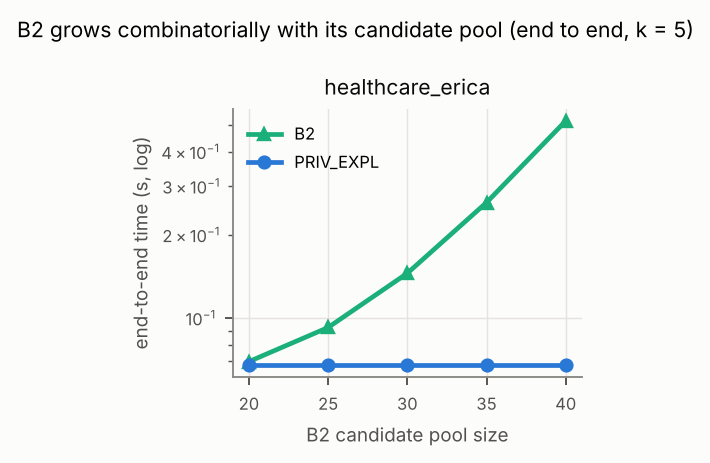 B2 grows combinatorially with its candidate pool (end to end, k = 5)
healthcare_erica
B2
PRIV_EXPL
end-to-end time (s, log)
4 × 10⁻¹
3 × 10⁻¹
2 × 10⁻¹
10⁻¹
20 25 30 35 40
B2 candidate pool size